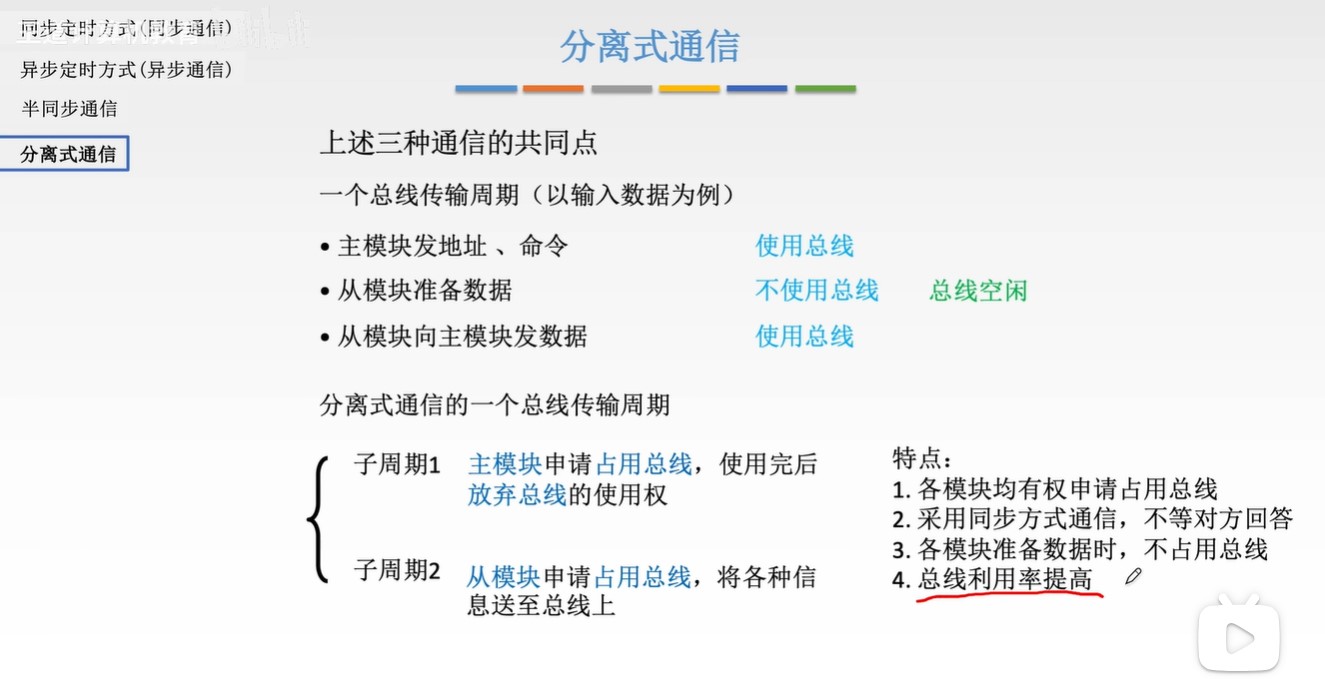 同步定时方式(同步通信)
异步定时方式(异步通信)
半同步通信
分离式通信
分离式通信
上述三种通信的共同点
一个总线传输周期（以输入数据为例）
• 主模块发地址 、命令 使用总线
• 从模块准备数据 不使用总线 总线空闲
• 从模块向主模块发数据 使用总线
分离式通信的一个总线传输周期
子周期1 主模块申请占用总线，使用完后
放弃总线的使用权
子周期2 从模块申请占用总线，将各种信
息送至总线上
特点：
1. 各模块均有权申请占用总线
2. 采用同步方式通信，不等对方回答
3. 各模块准备数据时，不占用总线
4. 总线利用率提高